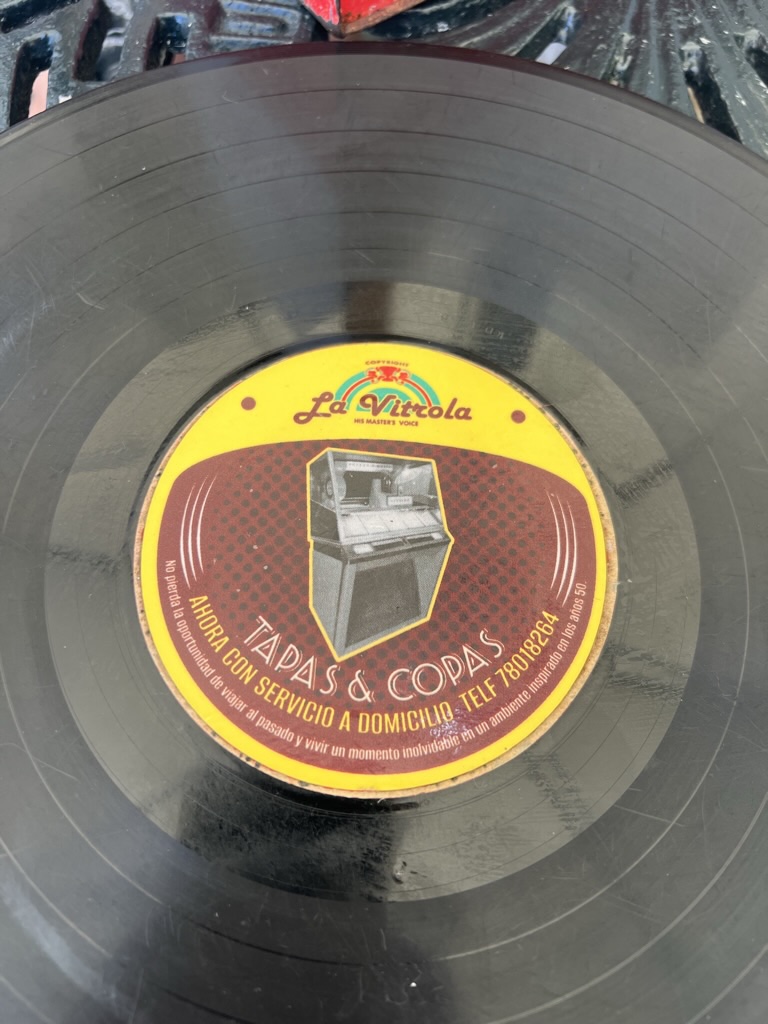 COPYRIGHT
La Vitrola
HIS MASTER'S VOICE
TAPAS & COPAS
AHORA CON SERVICIO A DOMICILIO TELF 78018264
No pierda la oportunidad de viajar al pasado y vivir un momento inolvidable en un ambiente inspirado en los años 50.